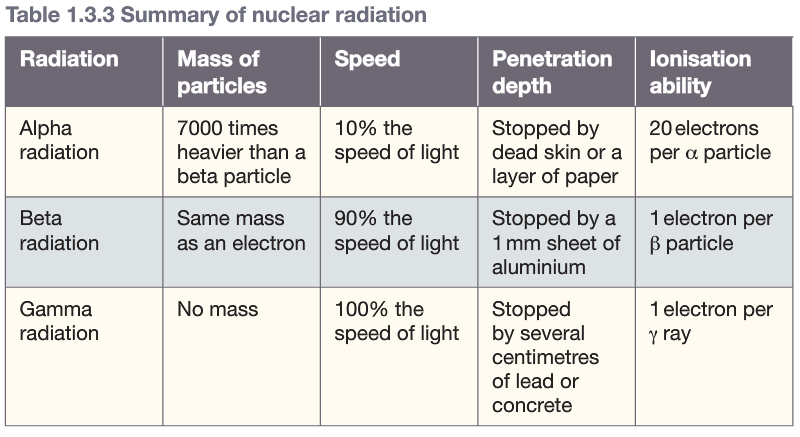 Table 1.3.3 Summary of nuclear radiation
Radiation
Mass of
particles
Speed
Penetration
depth
Ionisation
ability
Alpha
radiation
7000 times
heavier than a
beta particle
10% the
speed of light
Stopped by
dead skin or a
layer of paper
20 electrons
per α particle
Beta
radiation
Same mass
as an electron
90% the
speed of light
Stopped by a
1 mm sheet of
aluminium
1 electron per
β particle
Gamma
radiation
No mass
100% the
speed of light
Stopped
by several
centimetres
of lead or
concrete
1 electron per
γ ray